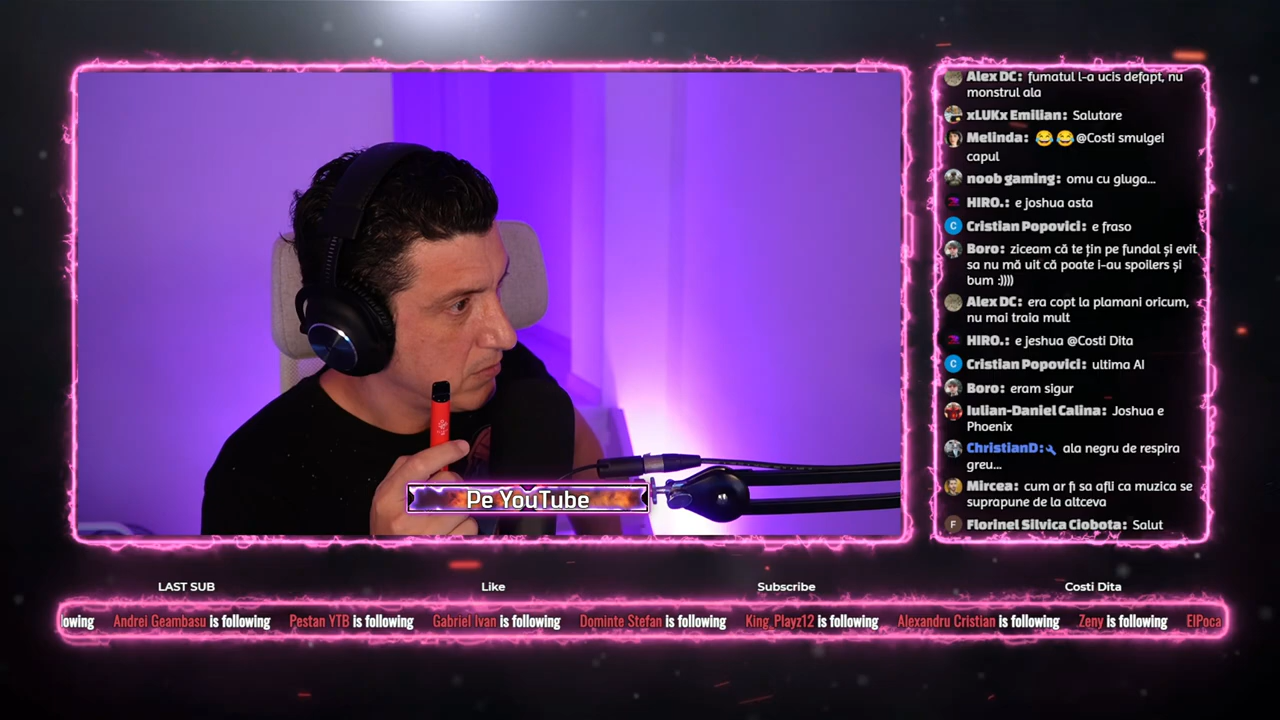 Alex DC: fumatul l-a ucis defapt, nu
monstrul ala
xLUKx Emilian: Salutare
Melinda: 😂 😂 @Costi smulgei
capul
noob gaming: omu cu gluga...
HIRO.: e joshua asta
Cristian Popovici: e fraso
Boro: ziceam că te țin pe fundal și evit
sa nu mă uit că poate i-au spoilers și
bum :))))
Alex DC: era copt la plamani oricum,
nu mai traia mult
HIRO.: e jeshua @Costi Dita
Cristian Popovici: ultima AI
Boro: eram sigur
Iulian-Daniel Calina: Joshua e
Phoenix
ChristianD: ala negru de respira
greu...
Mircea: cum ar fi sa afli ca muzica se
suprapune de la altceva
Florinel Silvica Ciobota: Salut
Pe YouTube
LAST SUB Like Subscribe Costi Dita
lowing Andrei Geambasu is following Pestan YTB is following Gabriel Ivan is following Dominte Stefan is following King_Playz12 is following Alexandru Cristian is following Zeny is following ElPoca